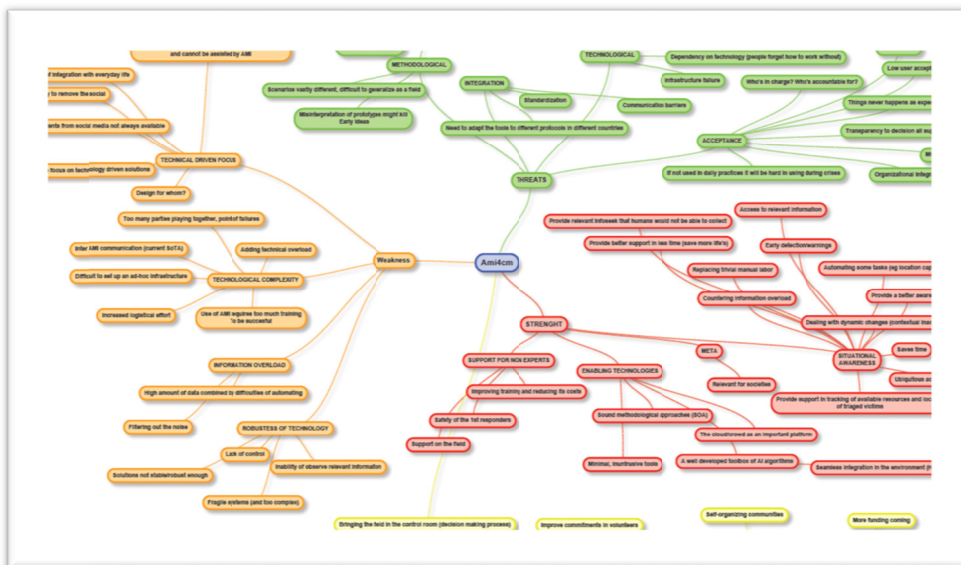 and cannot be assisted by AMI
f integration with everyday life
y to remove the social
ents from social media not always available
TECHNICAL DRIVEN FOCUS
focus on technology driven solutions
Design for whom?
Too many parties playing together, point of failures
Inter AMI communication (current SoTA)
Adding technical overload
Difficult to set up an ad-hoc infrastructure
TECHNOLOGICAL COMPLEXITY
Increased logistical effort
Use of AMI equires too much training
'o be succesful
Weakness
INFORMATION OVERLOAD
High amount of data combined by difficulties of automating
Filtering out the noise
ROBUSTESS OF TECHNOLOGY
Lack of control
Inability of observe relevant information
Solutions not stable/robust enough
Fragile systems (and too complex)
METHODOLOGICAL
Scenarios vastly different, difficult to generalize as a field
Misinterpretation of prototype might kill
Early ideas
INTEGRATION
Standardization
Communication barriers
Need to adapt the tools to different protocols in different countries
TECHNOLOGICAL
Dependency on technology (people forget how to work without)
Infrastructure failure
Who's in charge? Who's accountable for?
Low user accept
Things never happens as expe
ACCEPTANCE
Transparency to decision all su
If not used in daily practices it will be hard in using during crises
Organizational integr
THREATS
Ami4cm
STRENGHT
Access to relevant information
Provide relevant infoseek that humans would not be able to collect
Provide better support in less time (save more life's)
Early detection/warnings
Replacing trivial manual labor
Automating some tasks (eg location cap
Countering information overload
Provide a better aware
Dealing with dynamic changes (contextual
SITUATIONAL
AWARENESS
Saves time
Ubiquitous
Provide support in tracking of available resources and loc
of triaged victims
META
Relevant for societies
SUPPORT FOR NON EXPERTS
Improving training and reducing its costs
Safety of the 1st responders
Support on the field
ENABLING TECHNOLOGIES
Sound methodological approaches (SOA)
The cloud/crowd as an important platform
Minimal, inuntrusive tools
A well developed toolbox of AI algorithms
Seamless integration in the environment
Bringing the field in the control room (decision making process)
Improve commitments in volunteers
Self-organizing communities
More funding coming